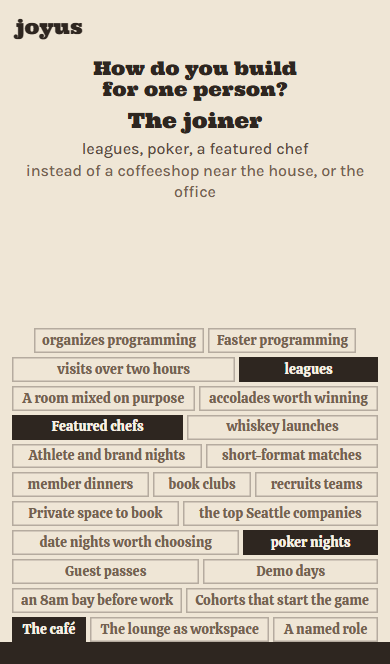 joyus
How do you build
for one person?
The joiner
leagues, poker, a featured chef
instead of a coffeeshop near the house, or the
office
organizes programming Faster programming
visits over two hours leagues
A room mixed on purpose accolades worth winning
Featured chefs whiskey launches
Athlete and brand nights short-format matches
member dinners book clubs recruits teams
Private space to book the top Seattle companies
date nights worth choosing poker nights
Guest passes Demo days
an 8am bay before work Cohorts that start the game
The café The lounge as workspace A named role